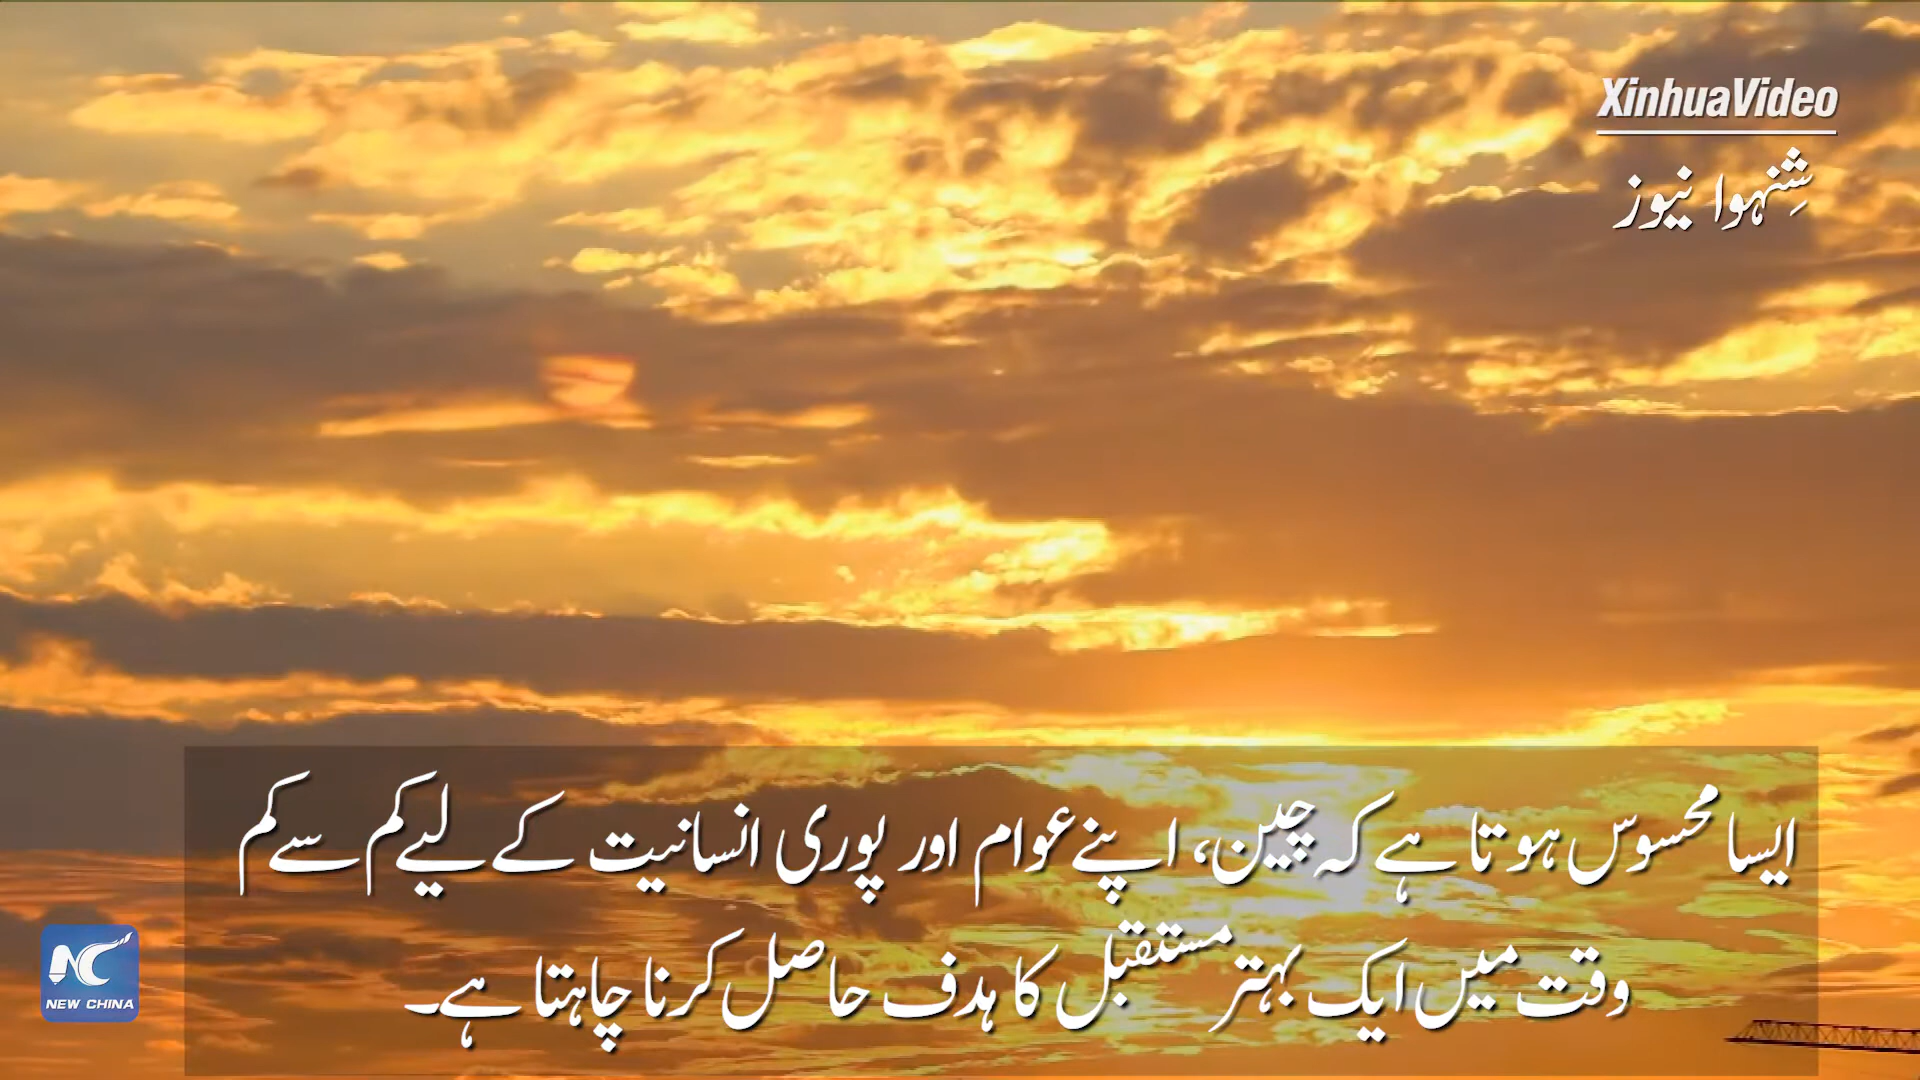 XinhuaVideo
شِنہوا نیوز
ایسا محسوس ہوتا ہے کہ چین، اپنے عوام اور پوری انسانیت کے لیے کم سے کم
وقت میں ایک بہتر مستقبل کا ہدف حاصل کرنا چاہتا ہے۔
NEW CHINA